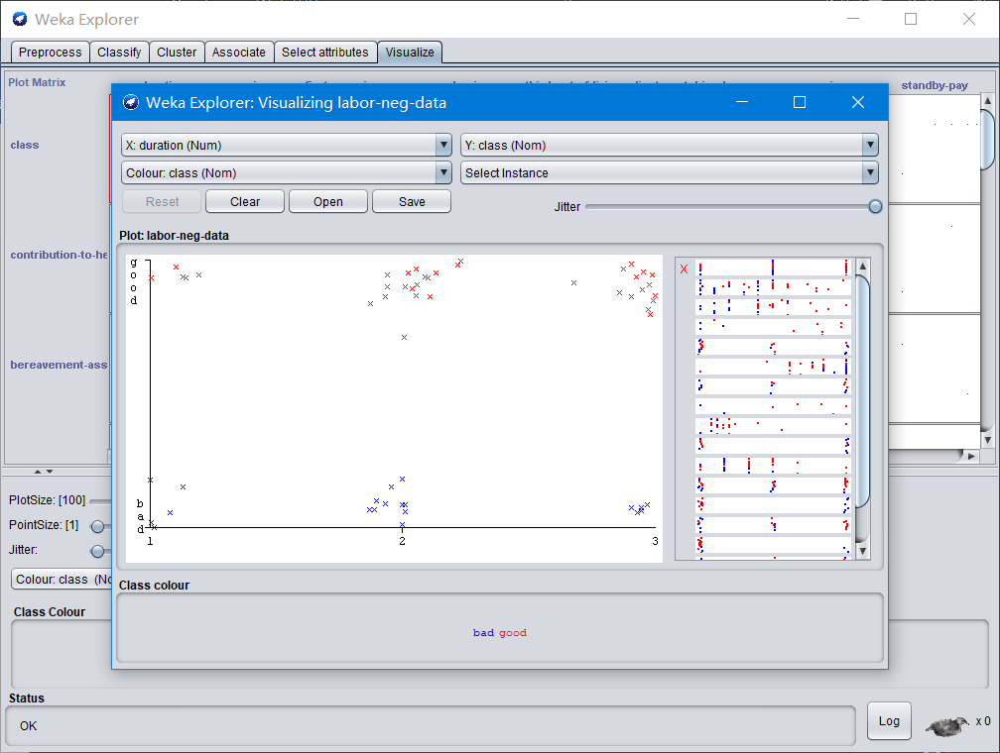 Weka Explorer
Preprocess Classify Cluster Associate Select attributes Visualize
Plot Matrix
standby-pay
class
contribution-to-he
bereavement-ass
PlotSize: [100]
PointSize: [1]
Jitter:
Colour: class (No
Class Colour
Status
OK
Log
x 0
Weka Explorer: Visualizing labor-neg-data
X: duration (Num)
Y: class (Nom)
Colour: class (Nom)
Select Instance
Reset Clear Open Save
Jitter
Plot: labor-neg-data
X
g
o
o
d
b
a
d
1 2 3
Class colour
bad good